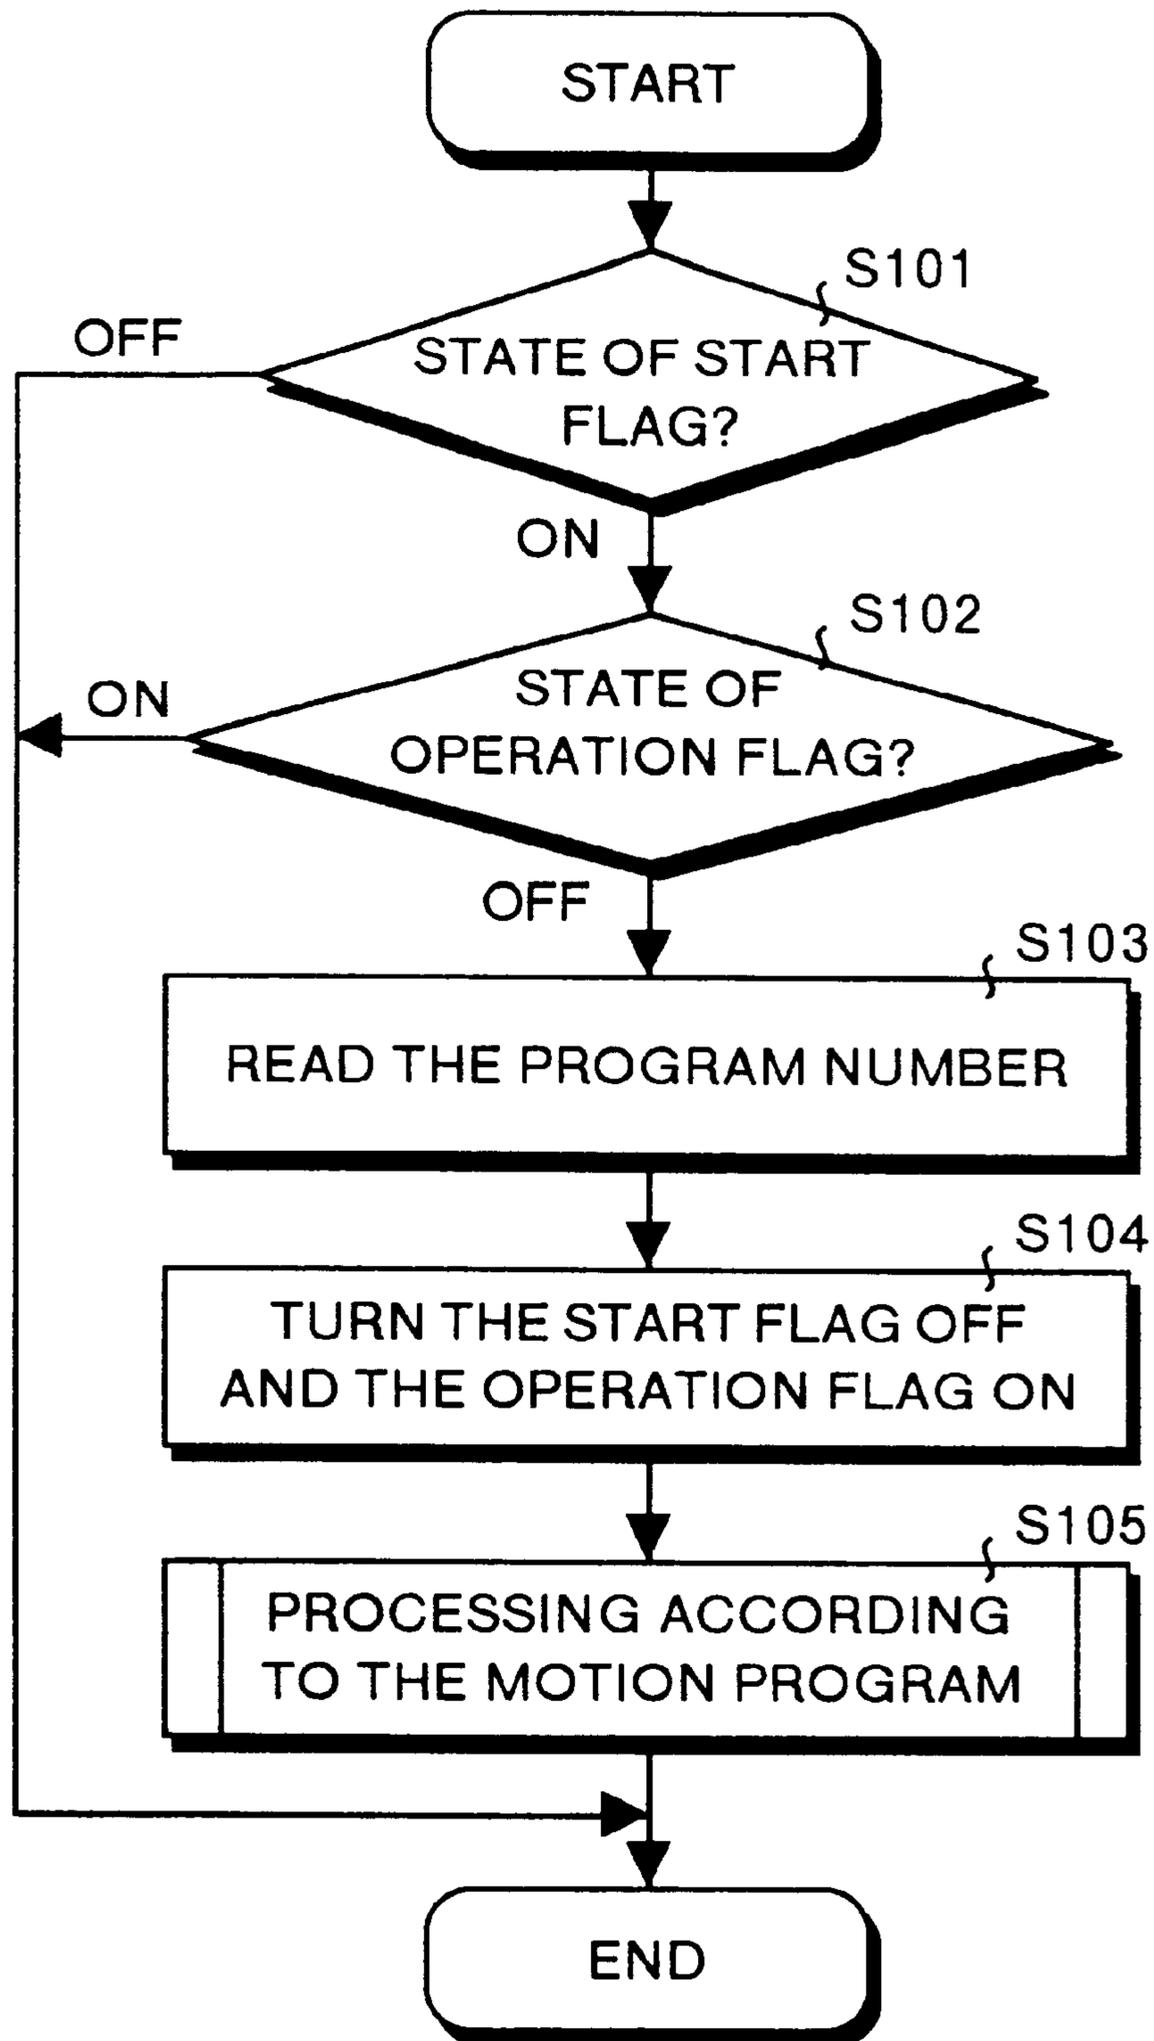 START
S101
OFF
STATE OF START
FLAG?
ON
S102
STATE OF
ON
OPERATION FLAG?
OFF
S103
READ THE PROGRAM NUMBER
S104
TURN THE START FLAG OFF
AND THE OPERATION FLAG ON
S105
PROCESSING ACCORDING
TO THE MOTION PROGRAM
END